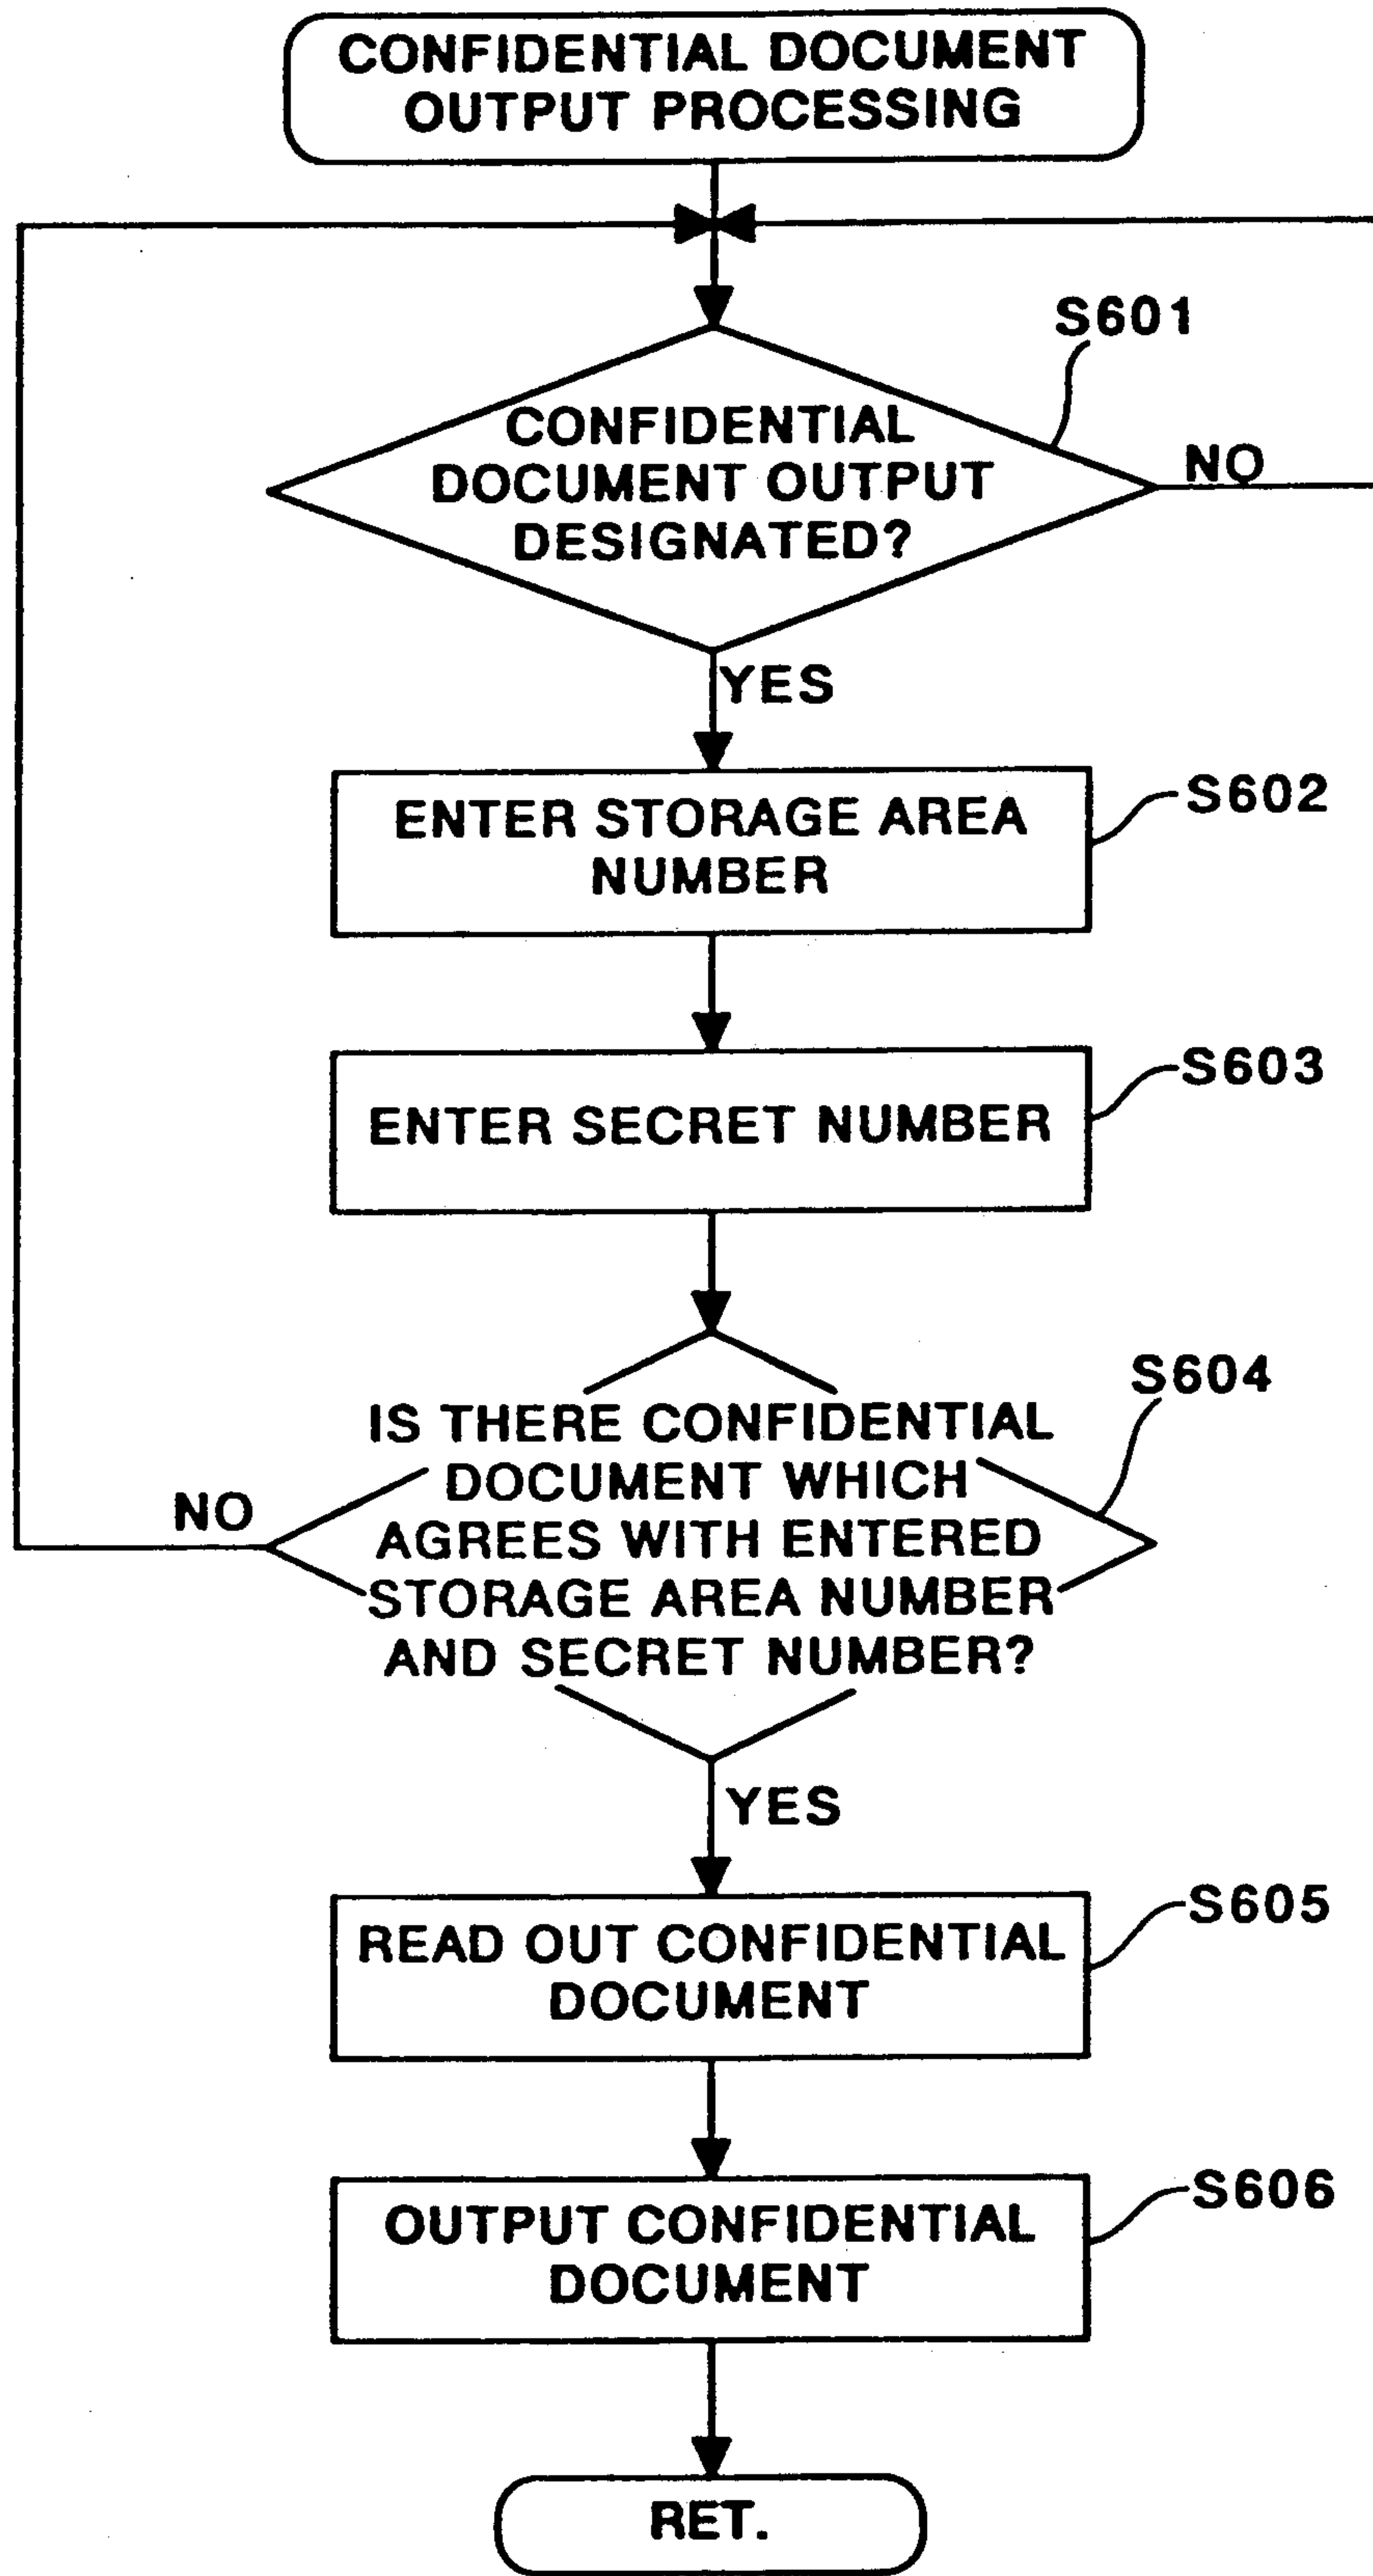 CONFIDENTIAL DOCUMENT
OUTPUT PROCESSING
S601
CONFIDENTIAL
DOCUMENT OUTPUT
DESIGNATED?
NO
YES
ENTER STORAGE AREA
NUMBER
S602
ENTER SECRET NUMBER
S603
IS THERE CONFIDENTIAL
DOCUMENT WHICH
AGREES WITH ENTERED
STORAGE AREA NUMBER
AND SECRET NUMBER?
S604
NO
YES
READ OUT CONFIDENTIAL
DOCUMENT
S605
OUTPUT CONFIDENTIAL
DOCUMENT
S606
RET.